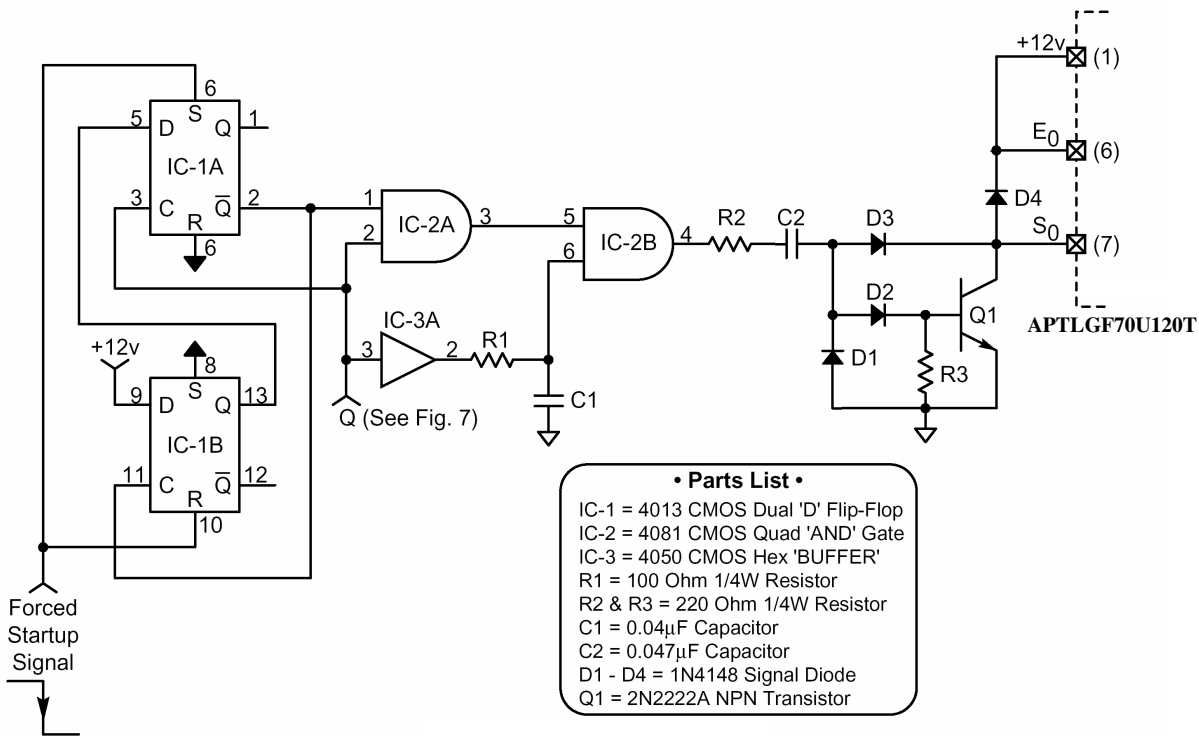 +12v
(1)
6
S
5
D
Q
1
E0
(6)
IC-1A
D4
3
C
Q̅
2
1
IC-2A
3
5
R2
C2
D3
S0
(7)
R
6
2
IC-2B
4
6
D2
Q1
IC-3A
APTLGF70U120T
+12v
3
2
R1
D1
8
S
R3
9
D
Q
13
C1
Q (See Fig. 7)
IC-1B
11
C
Q̅
12
R
10
• Parts List •
IC-1 = 4013 CMOS Dual 'D' Flip-Flop
IC-2 = 4081 CMOS Quad 'AND' Gate
IC-3 = 4050 CMOS Hex 'BUFFER'
R1 = 100 Ohm 1/4W Resistor
R2 & R3 = 220 Ohm 1/4W Resistor
C1 = 0.04µF Capacitor
C2 = 0.047µF Capacitor
D1 - D4 = 1N4148 Signal Diode
Q1 = 2N2222A NPN Transistor
Forced
Startup
Signal